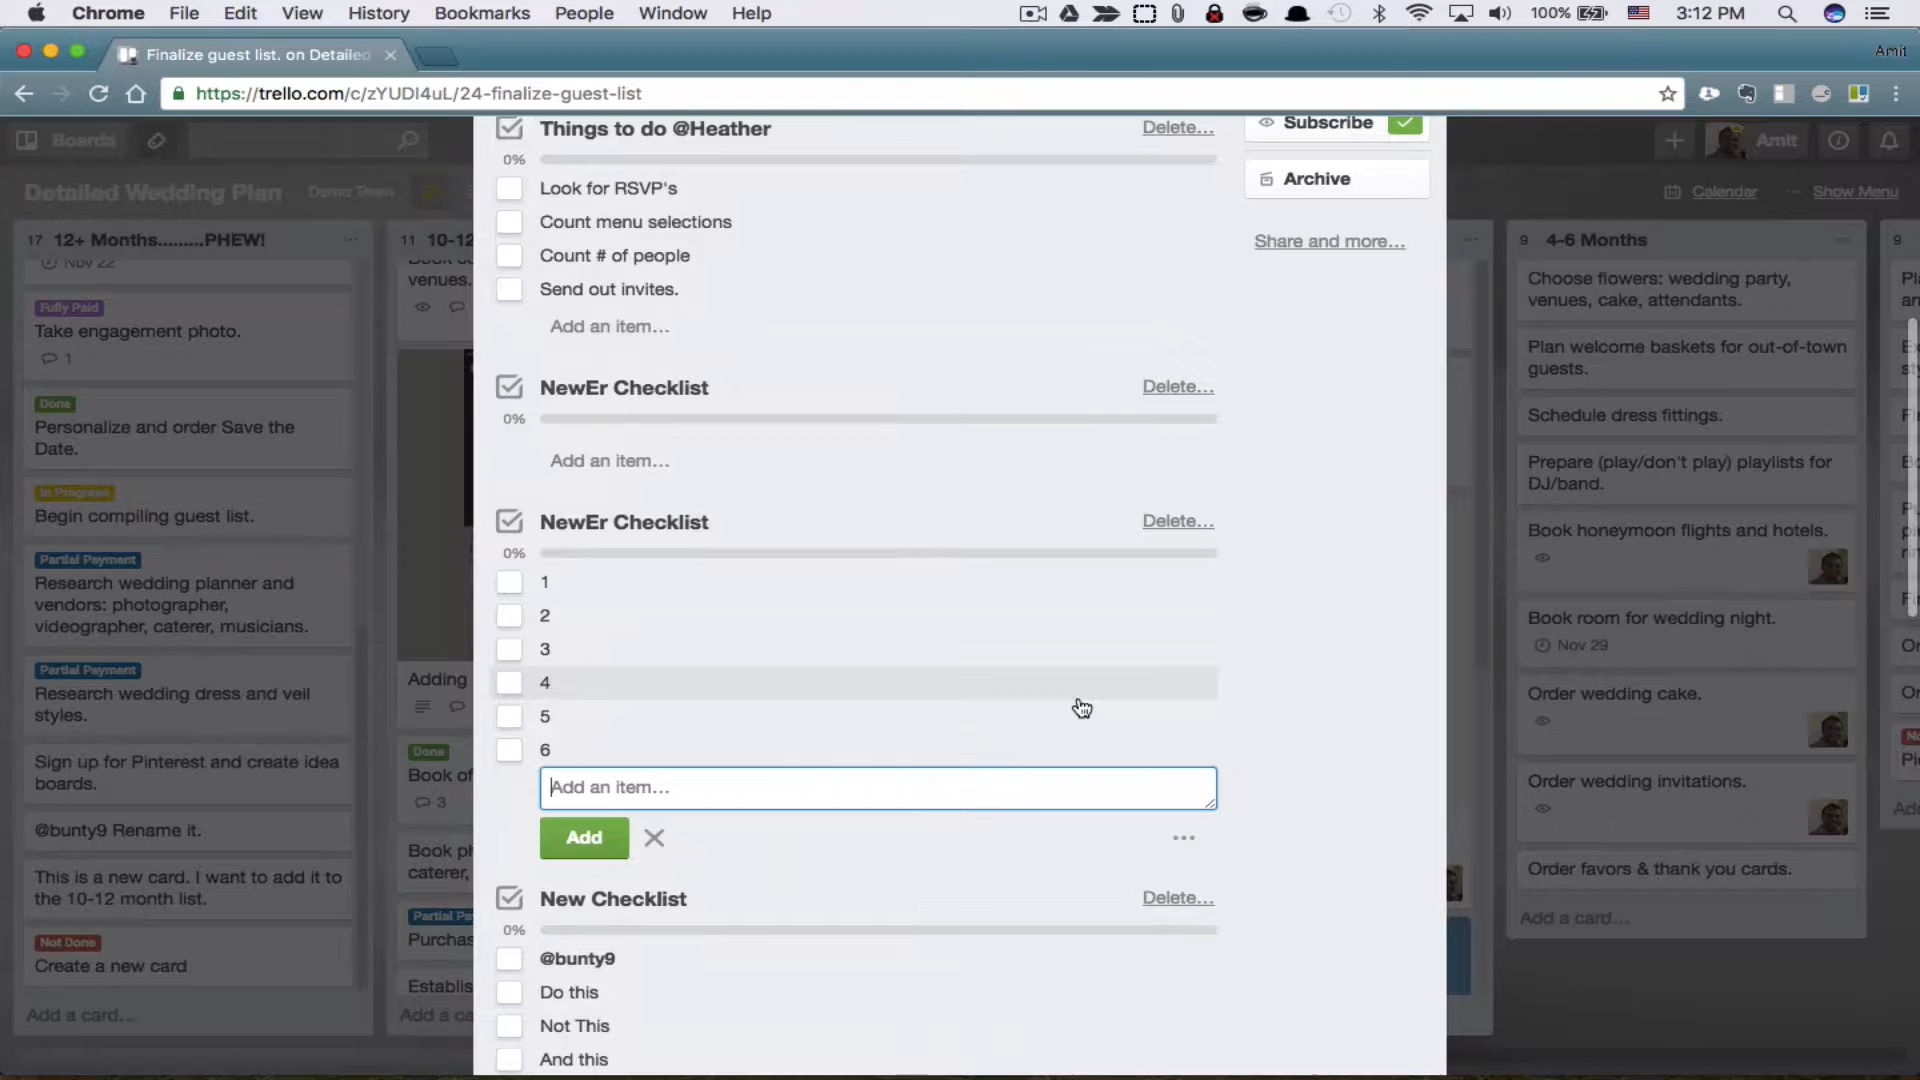 Chrome File Edit View History Bookmarks People Window Help 100% 3:12 PM
Finalize guest list. on Detailed
Amit
https://trello.com/c/zYUDI4uL/24-finalize-guest-list
Boards
Amit
Detailed Wedding Plan Demo Team
Calendar
Show Menu
17 12+ Months.........PHEW!
Nov 22
Fully Paid
Take engagement photo.
1
Done
Personalize and order Save the
Date.
In Progress
Begin compiling guest list.
Partial Payment
Research wedding planner and
vendors: photographer,
videographer, caterer, musicians.
Partial Payment
Research wedding dress and veil
styles.
Sign up for Pinterest and create idea
boards.
@bunty9 Rename it.
This is a new card. I want to add it to
the 10-12 month list.
Not Done
Create a new card
Add a card...
11 10-12
venues.
Adding
Done
Book of
3
Book ph
caterer,
Partial Pa
Purchas
Establis
Add a ca
Things to do @Heather
Delete...
0%
Look for RSVP's
Count menu selections
Count # of people
Send out invites.
Add an item...
NewEr Checklist
Delete...
0%
Add an item...
NewEr Checklist
Delete...
0%
1
2
3
4
5
6
Add an item...
Add
New Checklist
Delete...
0%
@bunty9
Do this
Not This
And this
Subscribe
Archive
Share and more...
9 4-6 Months
Choose flowers: wedding party,
venues, cake, attendants.
Plan welcome baskets for out-of-town
guests.
Schedule dress fittings.
Prepare (play/don't play) playlists for
DJ/band.
Book honeymoon flights and hotels.
Book room for wedding night.
Nov 29
Order wedding cake.
Order wedding invitations.
Order favors & thank you cards.
Add a card...
9